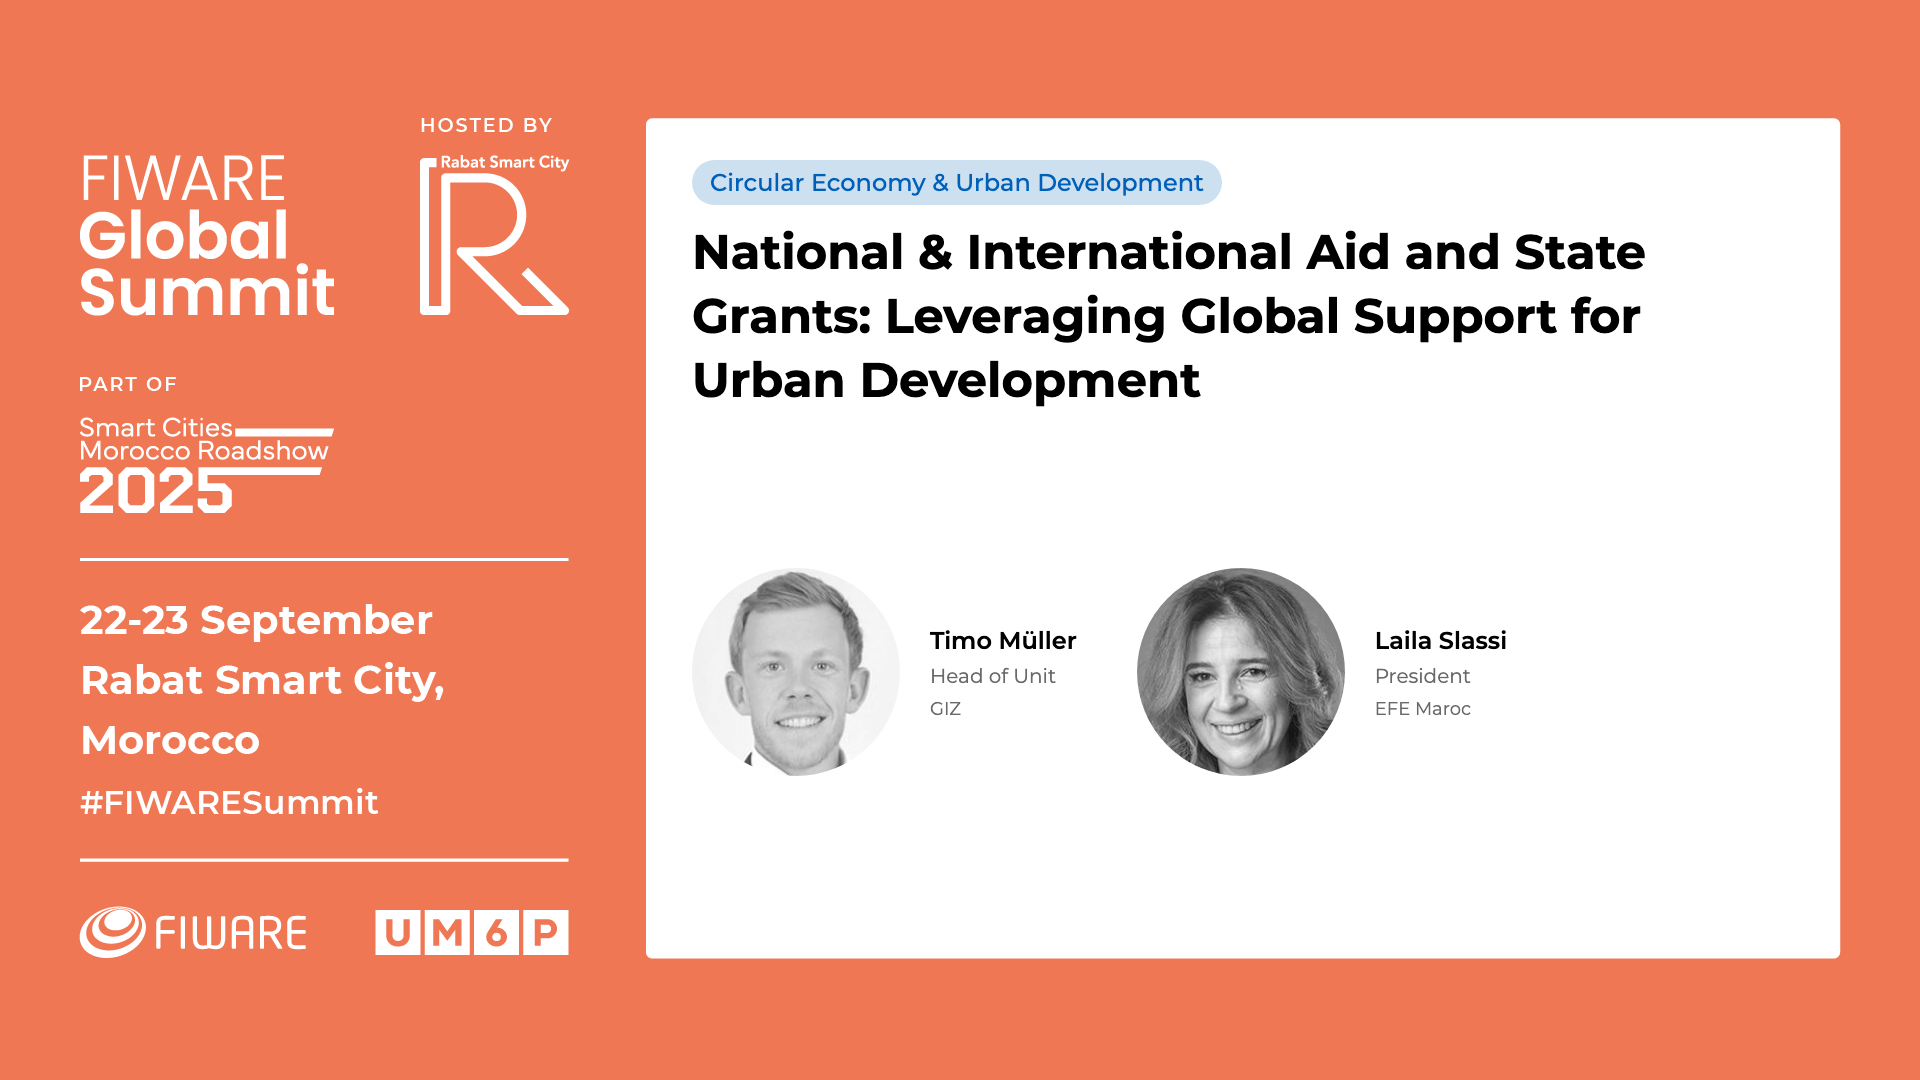 HOSTED BY
FIWARE
Global
Summit
Rabat Smart City
R
PART OF
Smart Cities
Morocco Roadshow
2025
22-23 September
Rabat Smart City,
Morocco
#FIWARESummit
FIWARE
UM6P
Circular Economy & Urban Development
National & International Aid and State
Grants: Leveraging Global Support for
Urban Development
Timo Müller
Head of Unit
GIZ
Laila Slassi
President
EFE Maroc